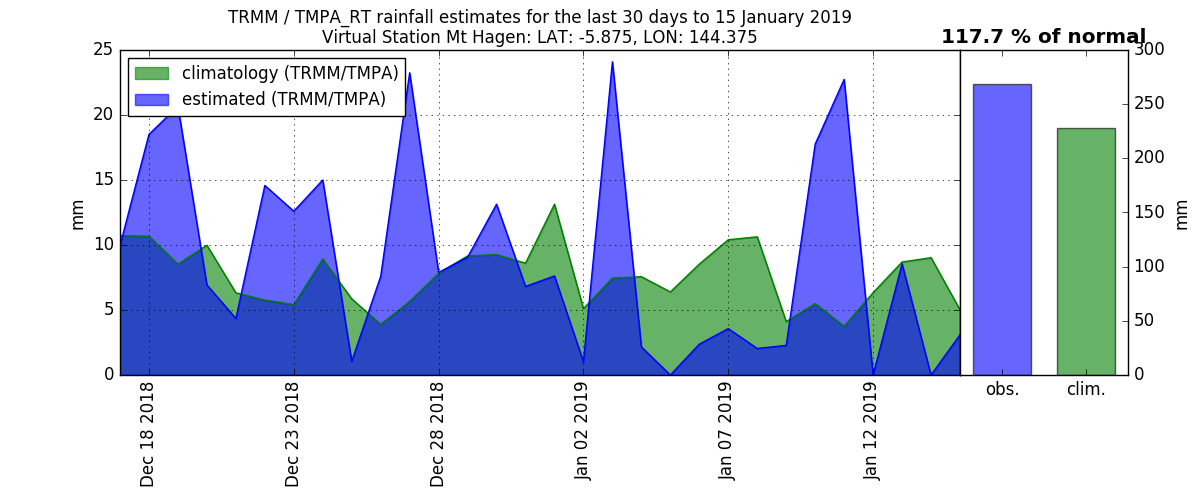 TRMM / TMPA_RT rainfall estimates for the last 30 days to 15 January 2019
Virtual Station Mt Hagen: LAT: -5.875, LON: 144.375
117.7 % of normal
climatology (TRMM/TMPA)
estimated (TRMM/TMPA)
mm
25
20
15
10
5
0
Dec 18 2018
Dec 23 2018
Dec 28 2018
Jan 02 2019
Jan 07 2019
Jan 12 2019
obs.
clim.
300
250
200
150
100
50
0
mm